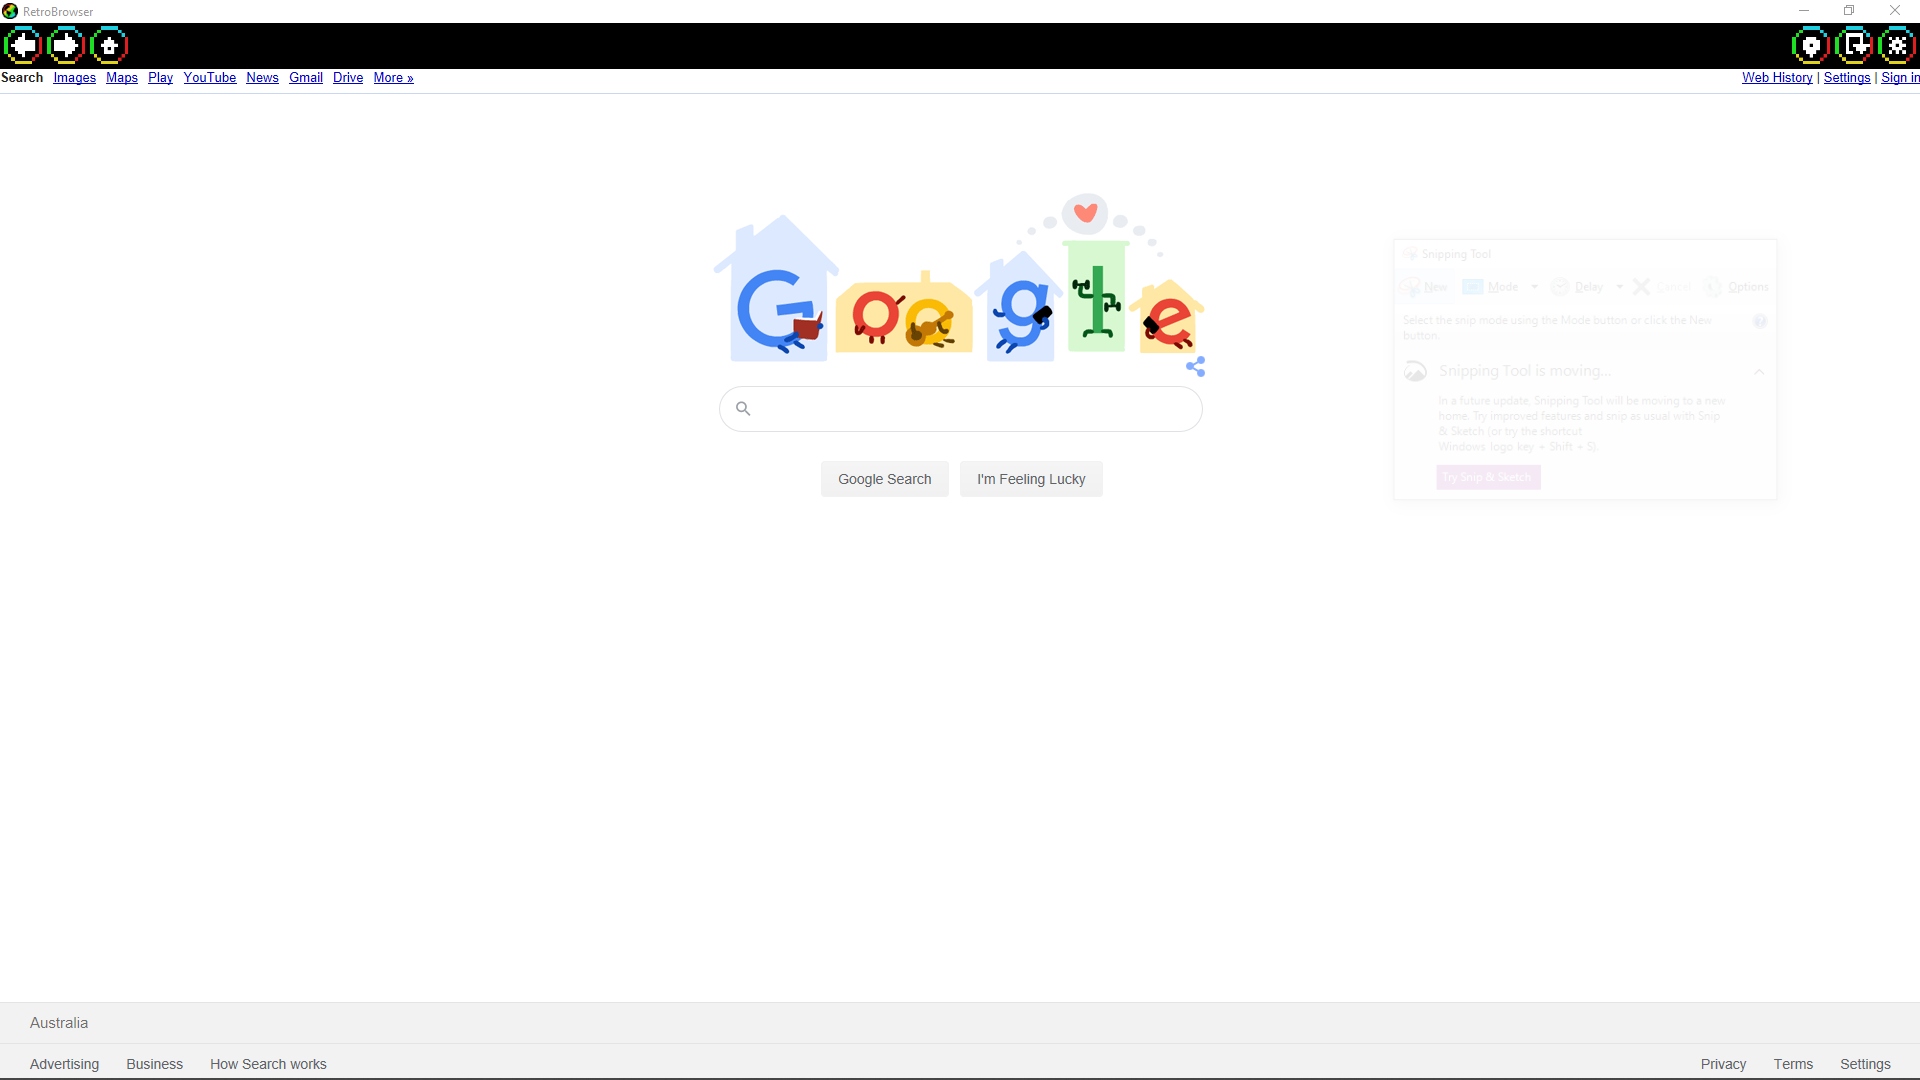 RetroBrowser
Search Images Maps Play YouTube News Gmail Drive More »
Web History | Settings | Sign in
Google
Snipping Tool
New Mode Delay Cancel Options
Select the snip mode using the Mode button or click the New
button.
Snipping Tool is moving...
In a future update, Snipping Tool will be moving to a new
home. Try improved features and snip as usual with Snip
& Sketch (or try the shortcut
Windows logo key + Shift + S).
Try Snip & Sketch
Google Search I'm Feeling Lucky
Australia
Advertising Business How Search works
Privacy Terms Settings